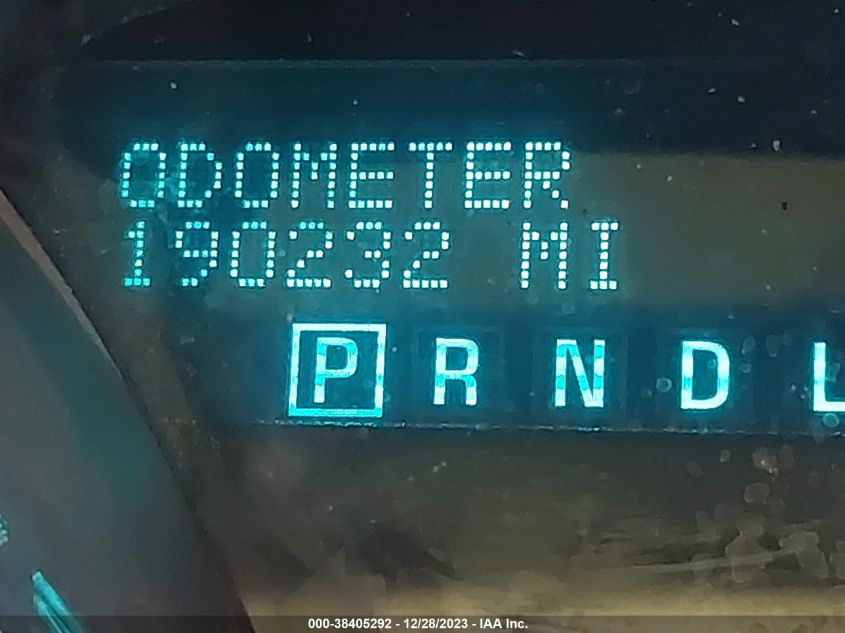 ODOMETER
190232 MI
P R N D L
000-38405292 - 12/28/2023 - IAA Inc.